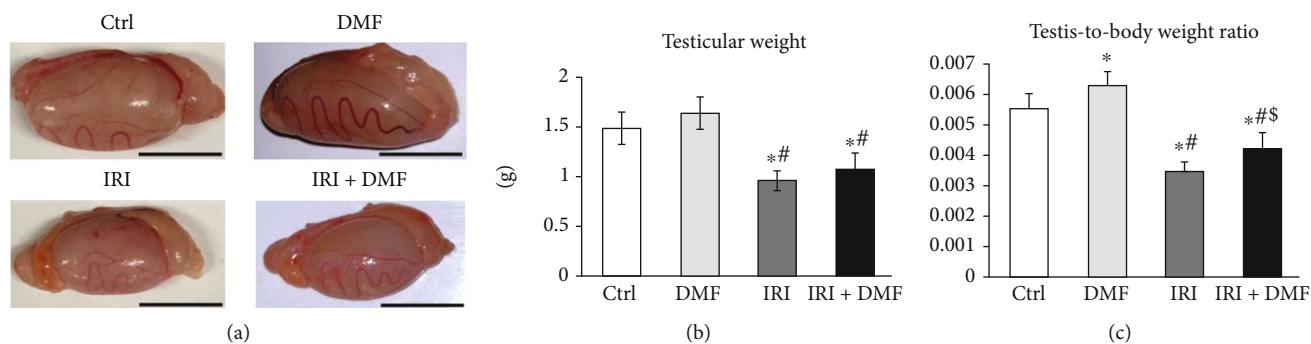 Ctrl
DMF
IRI
IRI + DMF
(a)
Testicular weight
(g)
2
1.5
1
0.5
0
*#
*#
Ctrl
DMF
IRI
IRI + DMF
(b)
Testis-to-body weight ratio
0.007
0.006
0.005
0.004
0.003
0.002
0.001
0
*
*#
*#$
Ctrl
DMF
IRI
IRI + DMF
(c)